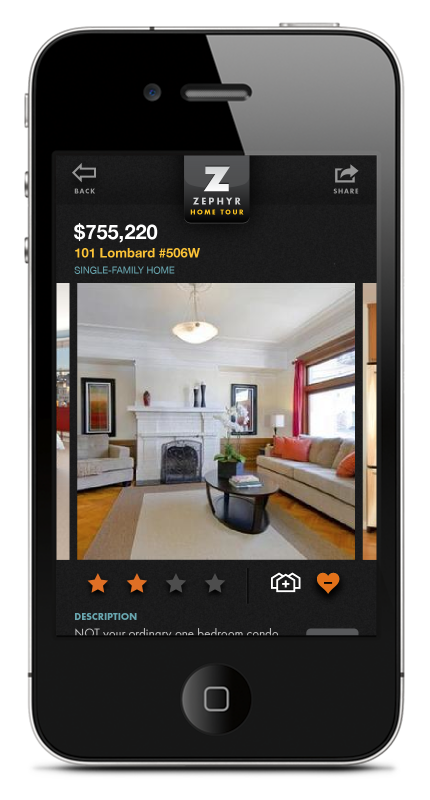 BACK
Z
ZEPHYR
HOME TOUR
SHARE
$755,220
101 Lombard #506W
SINGLE-FAMILY HOME
DESCRIPTION
NOT your ordinary one bedroom condo